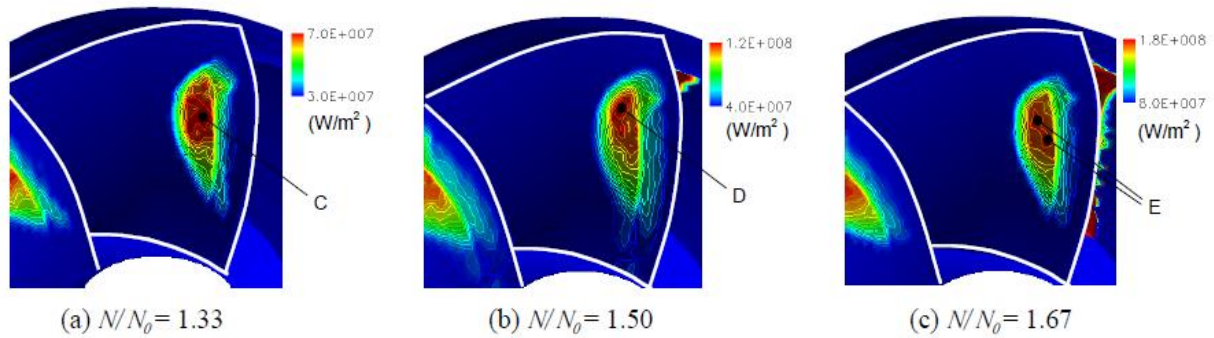 7.0E+007
3.0E+007
(W/m² )
C
(a) N/N₀ = 1.33
1.2E+008
4.0E+007
(W/m² )
D
(b) N/N₀ = 1.50
1.8E+008
8.0E+007
(W/m² )
E
(c) N/N₀ = 1.67